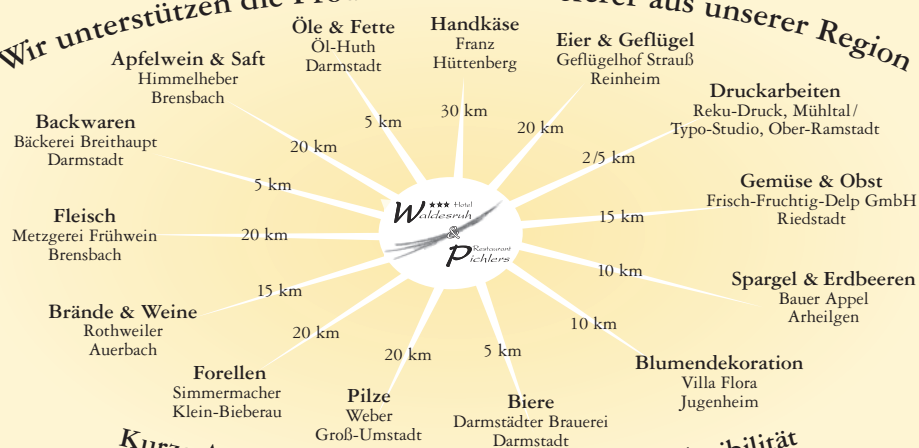 Wir unterstützen die
aus unserer Region
Öle & Fette
Öl-Huth
Darmstadt
5 km
Handkäse
Franz
Hüttenberg
30 km
Eier & Geflügel
Geflügelhof Strauß
Reinheim
20 km
Druckarbeiten
Reku-Druck, Mühltal/
Typo-Studio, Ober-Ramstadt
2/5 km
Gemüse & Obst
Frisch-Fruchtig-Delp GmbH
Riedstadt
15 km
Spargel & Erdbeeren
Bauer Appel
Arheilgen
10 km
Blumendekoration
Villa Flora
Jugenheim
10 km
Biere
Darmstädter Brauerei
Darmstadt
5 km
Pilze
Weber
Groß-Umstadt
20 km
Forellen
Simmermacher
Klein-Bieberau
20 km
Brände & Weine
Rothweiler
Auerbach
15 km
Fleisch
Metzgerei Frühwein
Brensbach
20 km
Backwaren
Bäckerei Breithaupt
Darmstadt
5 km
Apfelwein & Saft
Himmelheber
Brensbach
20 km
*** Hotel
Waldesruh
&
Restaurant
Pichlers